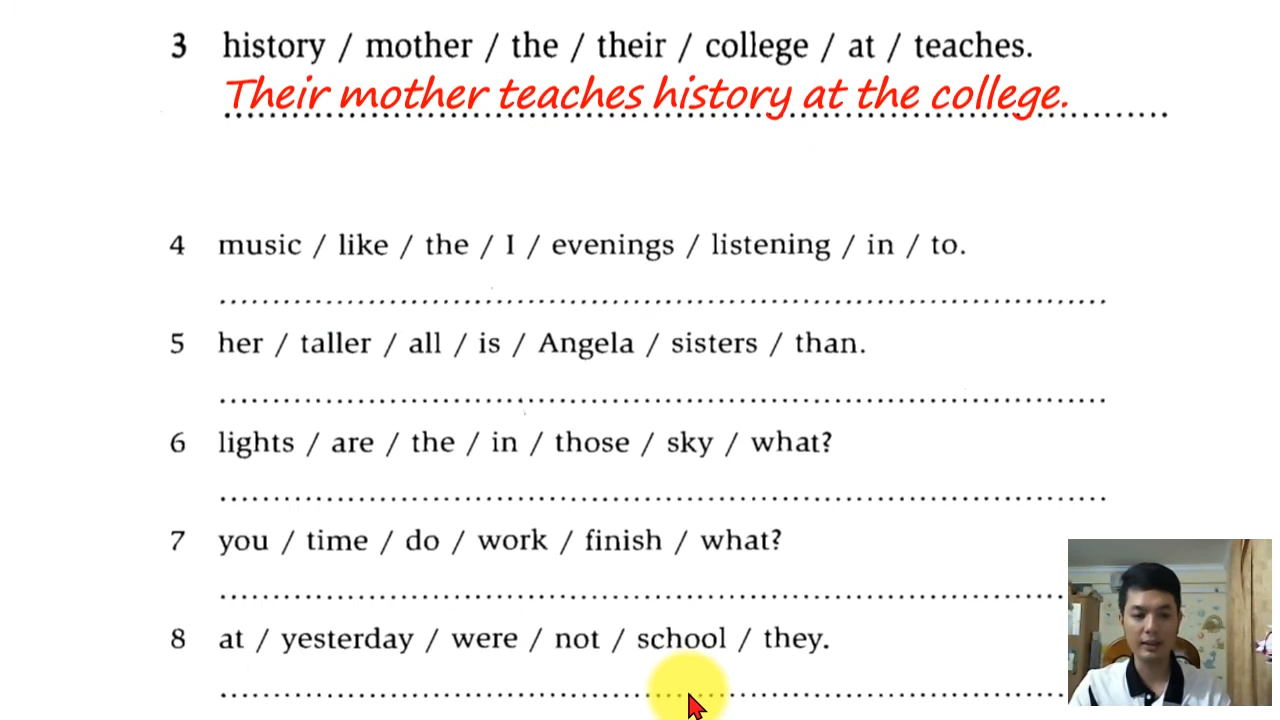 3 history / mother / the / their / college / at / teaches.
Their mother teaches history at the college.
4 music / like / the / I / evenings / listening / in / to.
5 her / taller / all / is / Angela / sisters / than.
6 lights / are / the / in / those / sky / what?
7 you / time / do / work / finish / what?
8 at / yesterday / were / not / school / they.